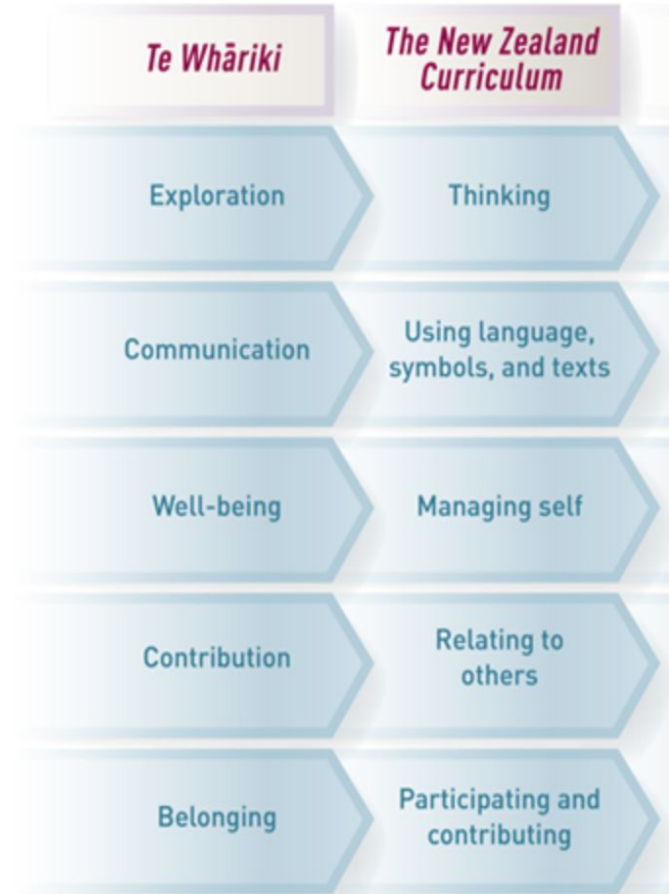 Te Whāriki
The New Zealand
Curriculum
Exploration
Thinking
Communication
Using language,
symbols, and texts
Well-being
Managing self
Contribution
Relating to
others
Belonging
Participating and
contributing